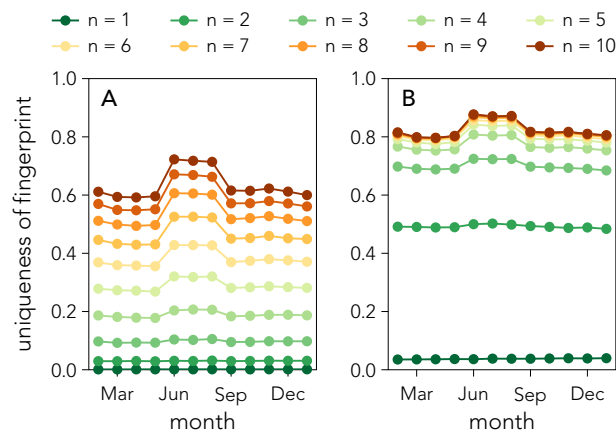 n = 1 n = 2 n = 3 n = 4 n = 5
n = 6 n = 7 n = 8 n = 9 n = 10
A
B
uniqueness of fingerprint
1.0
0.8
0.6
0.4
0.2
0.0
Mar Jun Sep Dec
month
1.0
0.8
0.6
0.4
0.2
0.0
Mar Jun Sep Dec
month